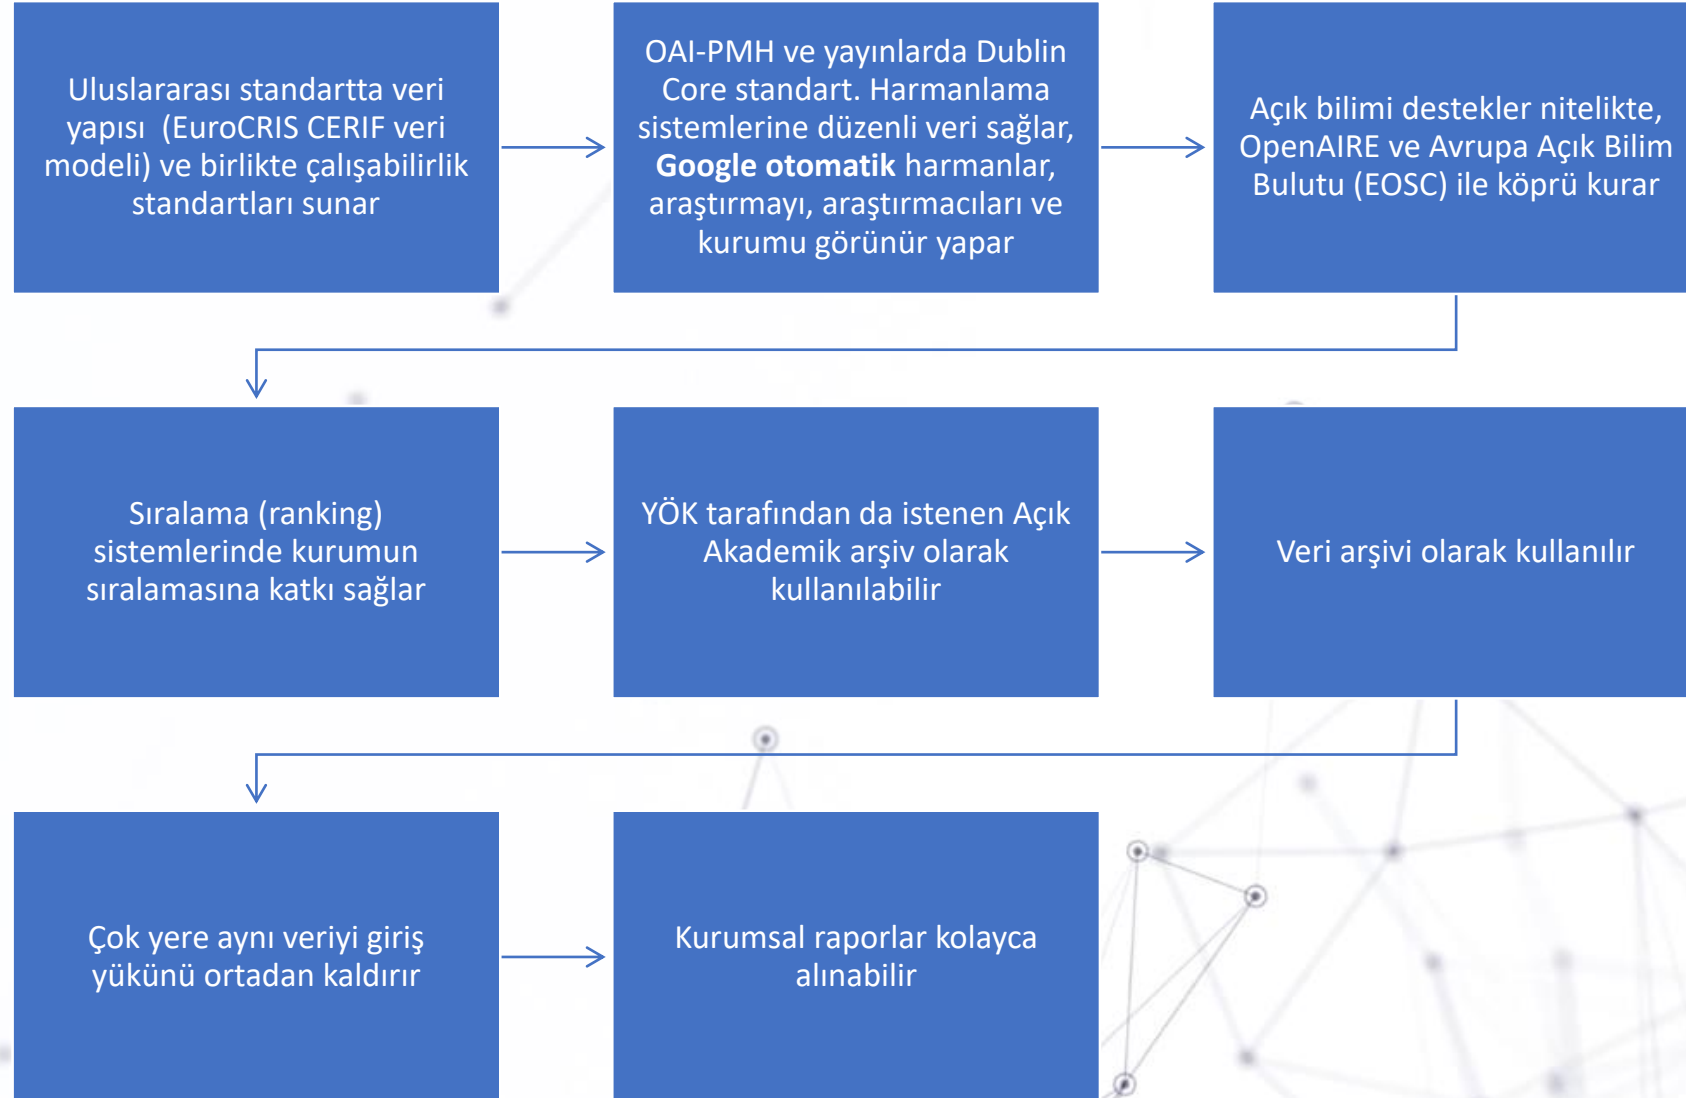 Uluslararası standartta veri
yapısı  (EuroCRIS CERIF veri
modeli) ve birlikte çalışabilirlik
standartları sunar
OAI-PMH ve yayınlarda Dublin
Core standart. Harmanlama
sistemlerine düzenli veri sağlar,
Google otomatik harmanlar,
araştırmayı, araştırmacıları ve
kurumu görünür yapar
Açık bilimi destekler nitelikte,
OpenAIRE ve Avrupa Açık Bilim
Bulutu (EOSC) ile köprü kurar
Sıralama (ranking)
sistemlerinde kurumun
sıralamasına katkı sağlar
YÖK tarafından da istenen Açık
Akademik arşiv olarak
kullanılabilir
Veri arşivi olarak kullanılır
Çok yere aynı veriyi giriş
yükünü ortadan kaldırır
Kurumsal raporlar kolayca
alınabilir